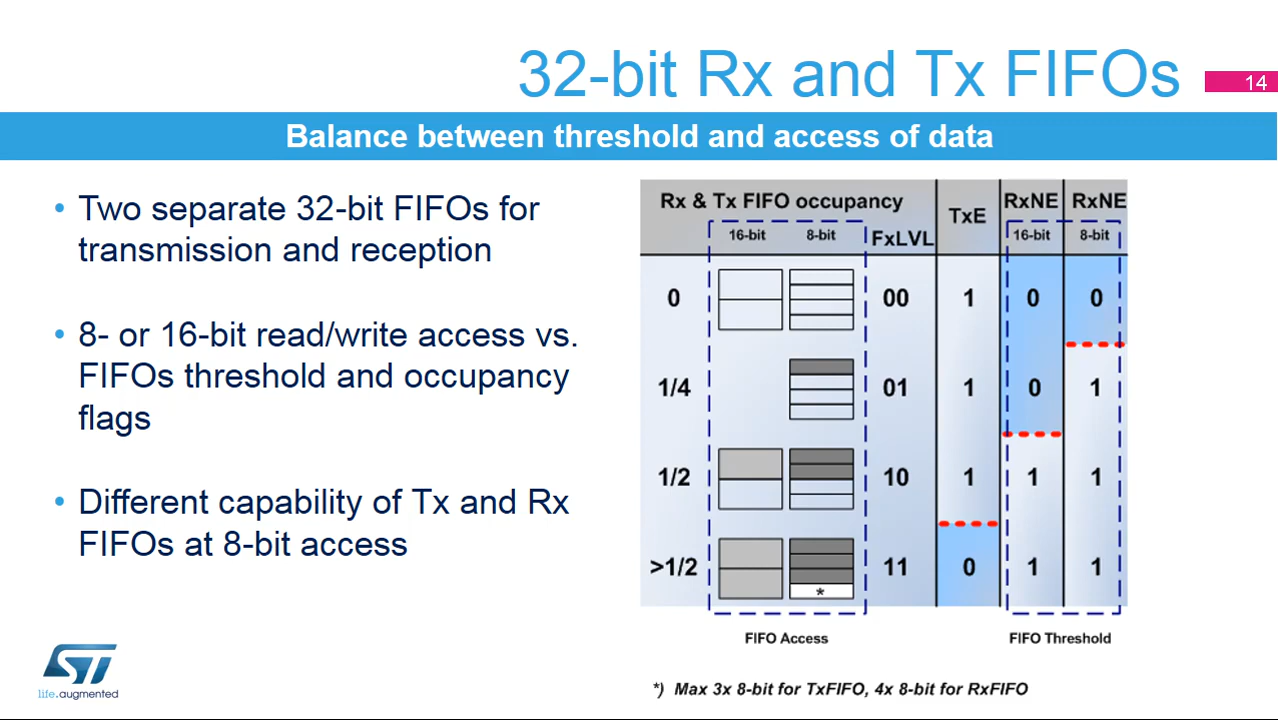 32-bit Rx and Tx FIFOs
14
Balance between threshold and access of data
• Two separate 32-bit FIFOs for
transmission and reception
• 8- or 16-bit read/write access vs.
FIFOs threshold and occupancy
flags
• Different capability of Tx and Rx
FIFOs at 8-bit access
Rx & Tx FIFO occupancy TxE RxNE RxNE
16-bit 8-bit FxLVL 16-bit 8-bit
0 00 1 0 0
1/4 01 1 0 1
1/2 10 1 1 1
>1/2 * 11 0 1 1
FIFO Access FIFO Threshold
*) Max 3x 8-bit for TxFIFO, 4x 8-bit for RxFIFO
ST
life.augmented